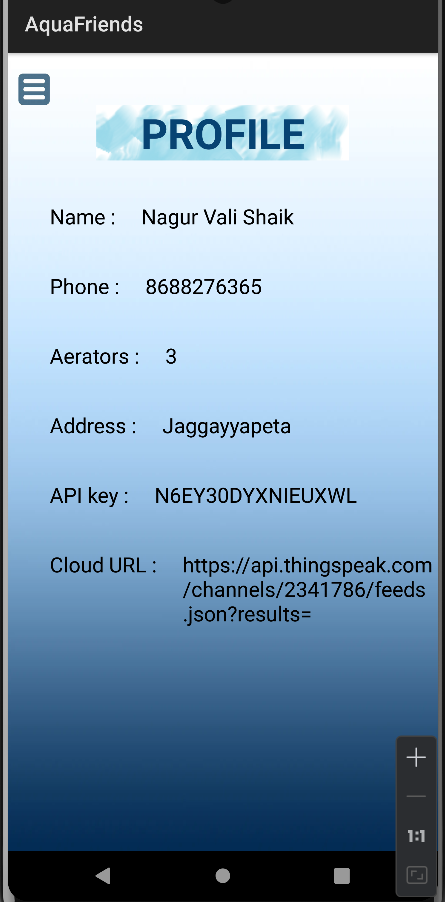 AquaFriends
PROFILE
Name : Nagur Vali Shaik
Phone : 8688276365
Aerators : 3
Address : Jaggayyapeta
API key : N6EY30DYXNIEUXWL
Cloud URL : https://api.thingspeak.com
/channels/2341786/feeds
.json?results=
1:1